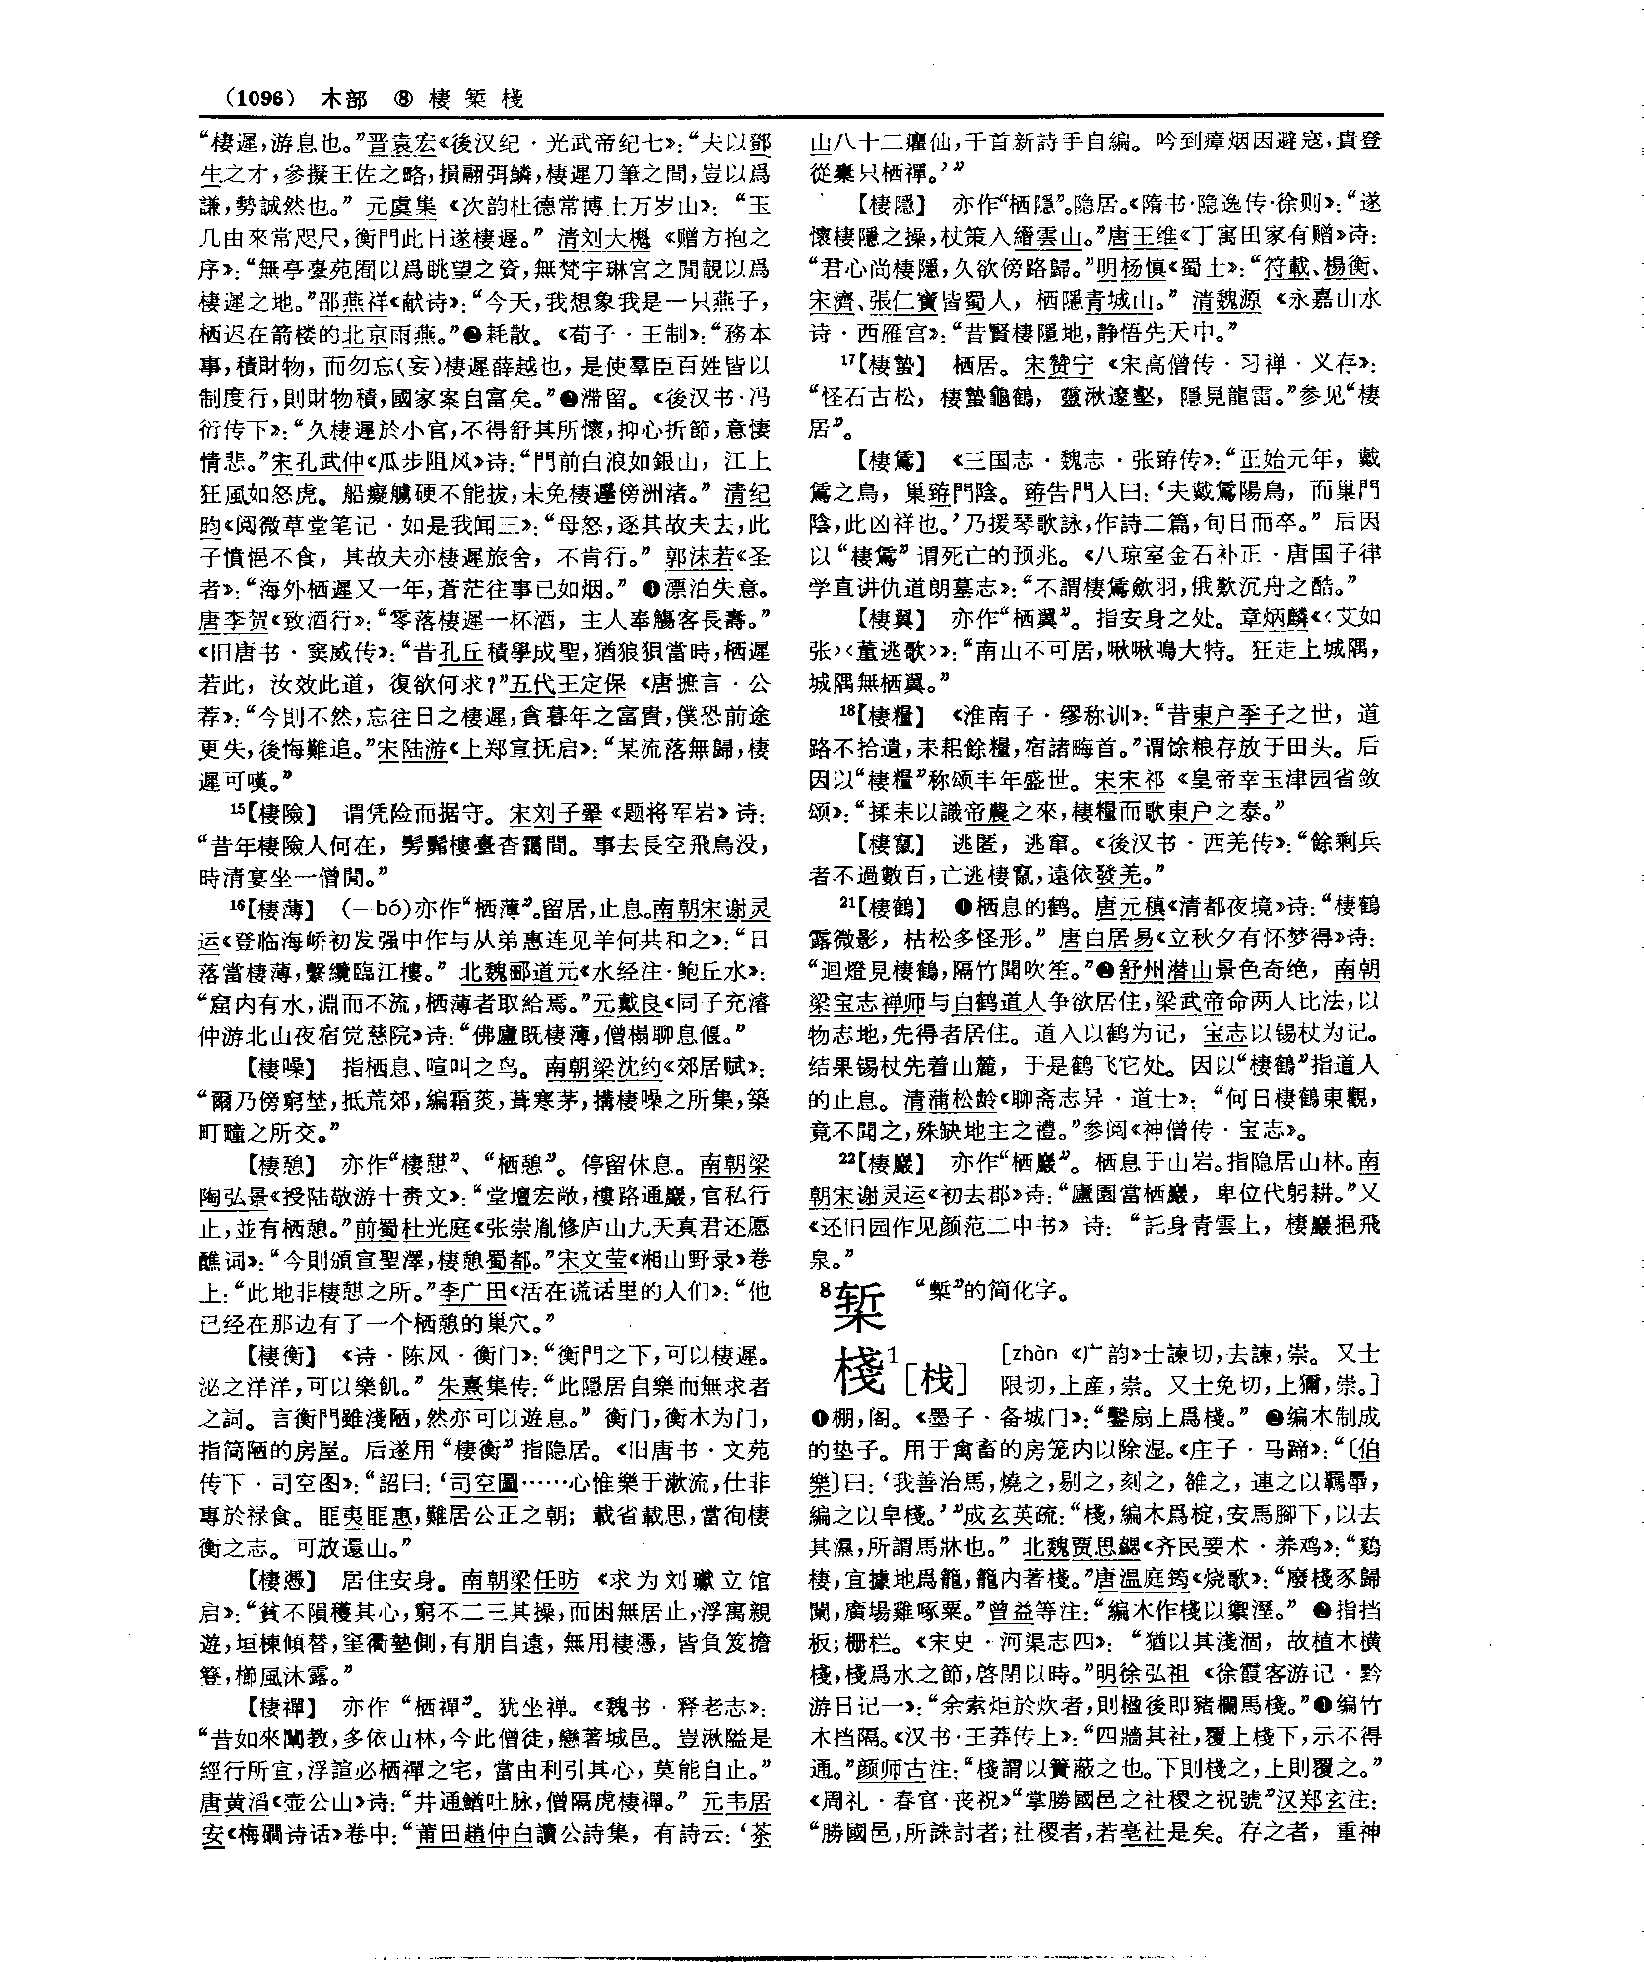 （1096） 木部 ⑧ 棲椠棧
“棲遲，游息也。”晋袁宏《後汉纪·光武帝纪七》：“夫以鄧
生之才，參擬王佐之略，損翮弭鱗，棲遲刀筆之間，豈以爲
謙，勢誠然也。”元虞集《次韵杜德常博士万岁山》：“玉
几由來常咫尺，衡門此日遂棲遲。”清刘大櫆《赠方抱之
序》：“無亭臺苑囿以爲眺望之資，無梵宇琳宫之閒靚以爲
棲遲之地。”邵燕祥《献诗》：“今天，我想象我是一只燕子，
栖迟在箭楼的北京雨燕。”❷耗散。《荀子·王制》：“務本
事，積財物，而勿忘（妄）棲遲薛越也，是使羣臣百姓皆以
制度行，則財物積，國家案自富矣。”❸滞留。《後汉书·冯
衍传下》：“久棲遲於小官，不得舒其所懷，抑心折節，意悽
情悲。”宋孔武仲《瓜步阻风》诗：“門前白浪如銀山，江上
狂風如怒虎。船癡艣硬不能拔，未免棲遲傍洲渚。”清纪
昀《阅微草堂笔记·如是我闻三》：“母怒，逐其故夫去，此
子憤悒不食，其故夫亦棲遲旅舍，不肯行。”郭沫若《圣
者》：“海外栖遲又一年，蒼茫往事已如烟。”❹漂泊失意。
唐李贺《致酒行》：“零落棲遲一杯酒，主人奉觴客長壽。”
《旧唐书·窦威传》：“昔孔丘積學成聖，猶狼狽當時，栖遲
若此，汝效此道，復欲何求？”五代王定保《唐摭言·公
荐》：“今則不然，忘往日之棲遲，貪暮年之富貴，僕恐前途
更失，後悔難追。”宋陆游《上郑宣抚启》：“某流落無歸，棲
遲可嘆。”
15【棲險】 谓凭险而据守。宋刘子翬《题将军岩》诗：
“昔年棲險人何在，髣髴樓臺杳靄間。事去長空飛鳥没，
時清宴坐一僧閒。”
16【棲薄】 （－bó）亦作“栖薄”。留居，止息。南朝宋谢灵
运《登临海峤初发强中作与从弟惠连见羊何共和之》：“日
落當棲薄，繫纜臨江樓。”北魏郦道元《水经注·鲍丘水》：
“窟内有水，淵而不流，栖薄者取給焉。”元戴良《同子充濬
仲游北山夜宿觉慈院》诗：“佛廬既棲薄，僧榻聊息偃。”
【棲噪】 指栖息、喧叫之鸟。南朝梁沈约《郊居赋》：
“爾乃傍窮埜，抵荒郊，編霜菼，葺寒茅，搆棲噪之所集，築
町疃之所交。”
【棲憩】 亦作“棲憇”、“栖憩”。停留休息。南朝梁
陶弘景《授陆敬游十赉文》：“堂壇宏敞，樓路通巖，官私行
止，並有栖憩。”前蜀杜光庭《张崇胤修庐山九天真君还愿
醮词》：“今則頒宣聖澤，棲憩蜀都。”宋文莹《湘山野录》卷
上：“此地非棲憇之所。”李广田《活在谎话里的人们》：“他
已经在那边有了一个栖憩的巢穴。”
【棲衡】 《诗·陈风·衡门》：“衡門之下，可以棲遲。
泌之洋洋，可以樂飢。”朱熹集传：“此隱居自樂而無求者
之詞。言衡門雖淺陋，然亦可以遊息。”衡门，衡木为门，
指简陋的房屋。后遂用“棲衡”指隐居。《旧唐书·文苑
传下·司空图》：“詔曰：‘司空圖……心惟樂于漱流，仕非
專於禄食。匪夷匪惠，難居公正之朝；載省載思，當徇棲
衡之志。可放還山。”
【棲憑】 居住安身。南朝梁任昉《求为刘瓛立馆
启》：“貧不隕穫其心，窮不二三其操，而困無居止，浮寓親
遊，垣棟傾替，室衢墊側，有朋自遠，無用棲憑，皆負笈擔
簦，櫛風沐露。”
【棲禪】 亦作“栖禪”。犹坐禅。《魏书·释老志》：
“昔如來闡教，多依山林，今此僧徒，戀著城邑。豈湫隘是
經行所宜，浮諠必栖禪之宅，當由利引其心，莫能自止。”
唐黄滔《壶公山》诗：“井通鰌吐脉，僧隔虎棲禪。”元韦居
安《梅磵诗话》卷中：“莆田趙仲白讀公詩集，有詩云：‘茶
山八十二癯仙，千首新詩手自編。吟到瘴烟因避寇，貴登
從橐只栖禪。’”
【棲隱】 亦作“栖隱”。隐居。《隋书·隐逸传·徐则》：“遂
懷棲隱之操，杖策入縉雲山。”唐王维《丁寓田家有赠》诗：
“君心尚棲隱，久欲傍路歸。”明杨慎《蜀士》：“符載、楊衡、
宋濟、張仁寶皆蜀人，栖隱青城山。”清魏源《永嘉山水
诗·西雁宫》：“昔賢棲隱地，静悟先天中。”
17【棲蟄】 栖居。宋赞宁《宋高僧传·习禅·义存》：
“怪石古松，棲蟄龜鶴，靈湫邃壑，隱見龍雷。”参见“棲
居”。
【棲鵀】 《三国志·魏志·张臶传》：“正始元年，戴
鵀之鳥，巢臶門陰。臶告門人曰：‘夫戴鵀陽鳥，而巢門
陰，此凶祥也。’乃援琴歌詠，作詩二篇，旬日而卒。”后因
以“棲鵀”谓死亡的预兆。《八琼室金石补正·唐国子律
学直讲仇道朗墓志》：“不謂棲鵀斂羽，俄歎沉舟之酷。”
【棲翼】 亦作“栖翼”。指安身之处。章炳麟《〈艾如
张〉〈董逃歌〉》：“南山不可居，啾啾鳴大特。狂走上城隅，
城隅無栖翼。”
18【棲糧】 《淮南子·缪称训》：“昔東户季子之世，道
路不拾遺，耒耜餘糧，宿諸畮首。”谓馀粮存放于田头。后
因以“棲糧”称颂丰年盛世。宋宋祁《皇帝幸玉津园省敛
颂》：“揉耒以識帝農之來，棲糧而歌東户之泰。”
【棲竄】 逃匿，逃窜。《後汉书·西羌传》：“餘剩兵
者不過數百，亡逃棲竄，遠依發羌。”
21【棲鶴】 ❶栖息的鹤。唐元稹《清都夜境》诗：“棲鶴
露微影，枯松多怪形。”唐白居易《立秋夕有怀梦得》诗：
“迴燈見棲鶴，隔竹聞吹笙。”❷舒州潜山景色奇绝，南朝
梁宝志禅师与白鹤道人争欲居住，梁武帝命两人比法，以
物志地，先得者居住。道人以鹤为记，宝志以锡杖为记。
结果锡杖先着山麓，于是鹤飞它处。因以“棲鹤”指道人
的止息。清蒲松龄《聊斋志异·道士》：“何日棲鶴東觀，
竟不聞之，殊缺地主之禮。”参阅《神僧传·宝志》。
22【棲巖】 亦作“栖巖”。栖息于山岩。指隐居山林。南
朝宋谢灵运《初去郡》诗：“廬園當栖巖，卑位代躬耕。”又
《还旧园作见颜范二中书》诗：“託身青雲上，棲巖挹飛
泉。”
8椠 “槧”的简化字。
棧1［栈］ ［zhàn 《广韵》士諫切，去諫，崇。又士
限切，上産，崇。又士免切，上獮，崇。］
❶棚，阁。《墨子·备城门》：“鑿扇上爲棧。”❷编木制成
的垫子。用于禽畜的房笼内以除湿。《庄子·马蹄》：“〔伯
樂〕曰：‘我善治馬，燒之，剔之，刻之，雒之，連之以羈馽，
編之以皁棧。’”成玄英疏：“棧，編木爲椗，安馬腳下，以去
其濕，所謂馬牀也。”北魏贾思勰《齐民要术·养鸡》：“鷄
棲，宜據地爲籠，籠内著棧。”唐温庭筠《烧歌》：“廢棧豕歸
闌，廣場雞啄粟。”曾益等注：“編木作棧以禦溼。”❸指挡
板；栅栏。《宋史·河渠志四》：“猶以其淺涸，故植木横
棧，棧爲水之節，啓閉以時。”明徐弘祖《徐霞客游记·黔
游日记一》：“余索炬於炊者，則楹後即豬欄馬棧。”❹编竹
木挡隔。《汉书·王莽传上》：“四牆其社，覆上棧下，示不得
通。”颜师古注：“棧謂以簀蔽之也。下則棧之，上則覆之。”
《周礼·春官·丧祝》“掌勝國邑之社稷之祝號”汉郑玄注：
“勝國邑，所誅討者；社稷者，若亳社是矣。存之者，重神